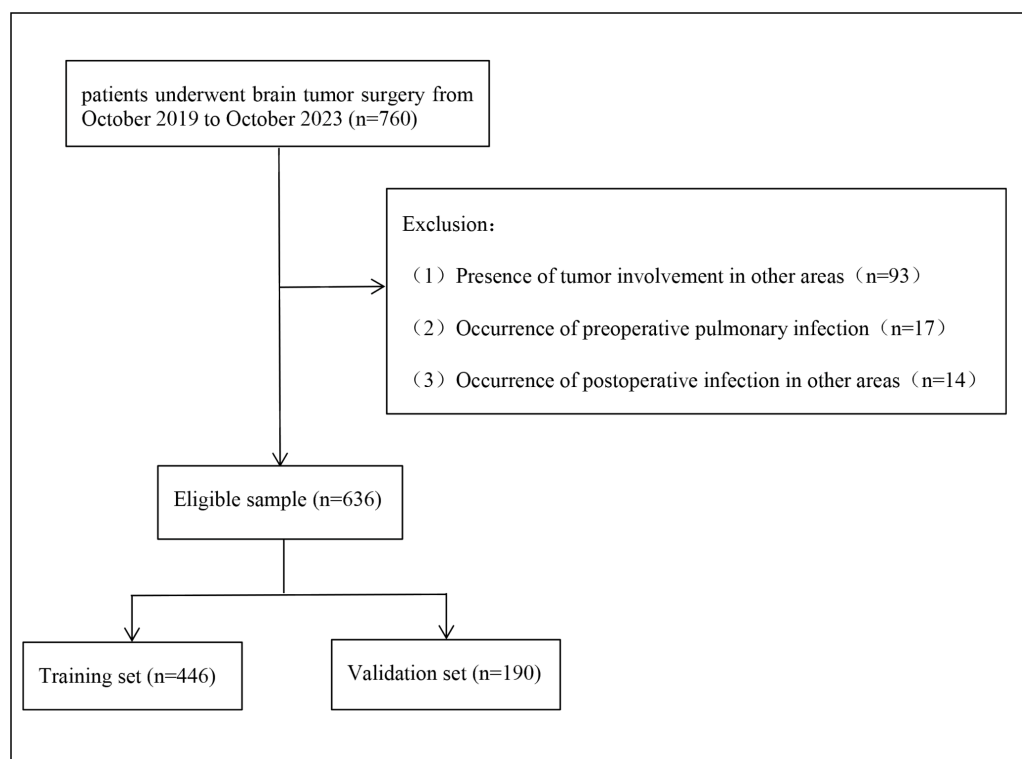 patients underwent brain tumor surgery from
October 2019 to October 2023 (n=760)
Exclusion：
（1）Presence of tumor involvement in other areas（n=93）
（2）Occurrence of preoperative pulmonary infection（n=17）
（3）Occurrence of postoperative infection in other areas（n=14）
Eligible sample (n=636)
Training set (n=446)
Validation set (n=190)